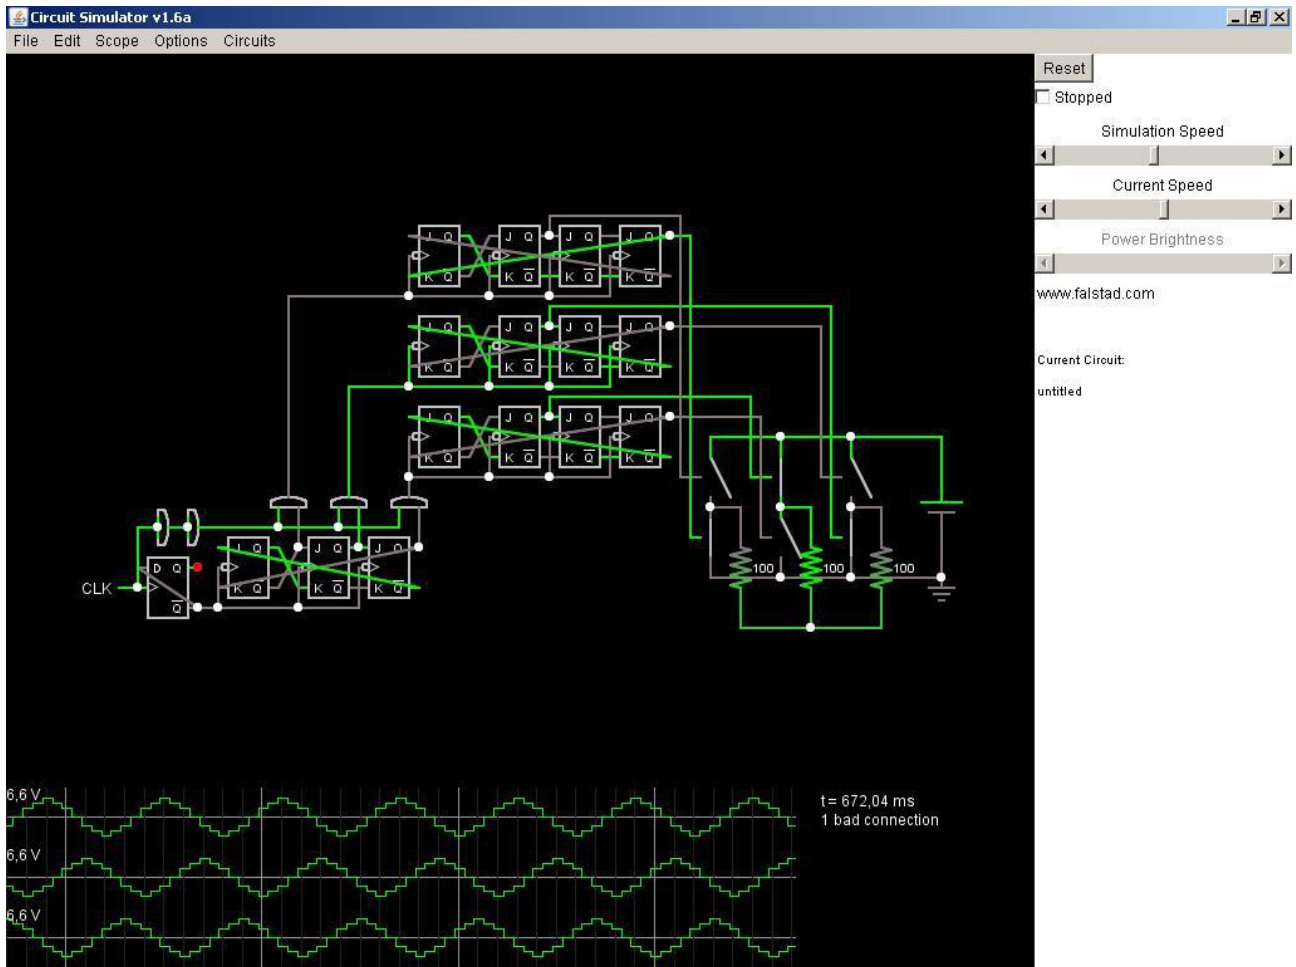 Circuit Simulator v1.6a
File Edit Scope Options Circuits
Reset
Stopped
Simulation Speed
Current Speed
Power Brightness
www.falstad.com
Current Circuit:
untitled
J Q J Q J Q J Q
K Q̅ K Q̅ K Q̅ K Q̅
J Q J Q J Q J Q
K Q̅ K Q̅ K Q̅ K Q̅
J Q J Q J Q J Q
K Q̅ K Q̅ K Q̅ K Q̅
J Q J Q J Q
D Q
100 100 100
CLK
K Q̅ K Q̅ K Q̅
Q̅
6,6 V
t = 672,04 ms
1 bad connection
6,6 V
6,6 V